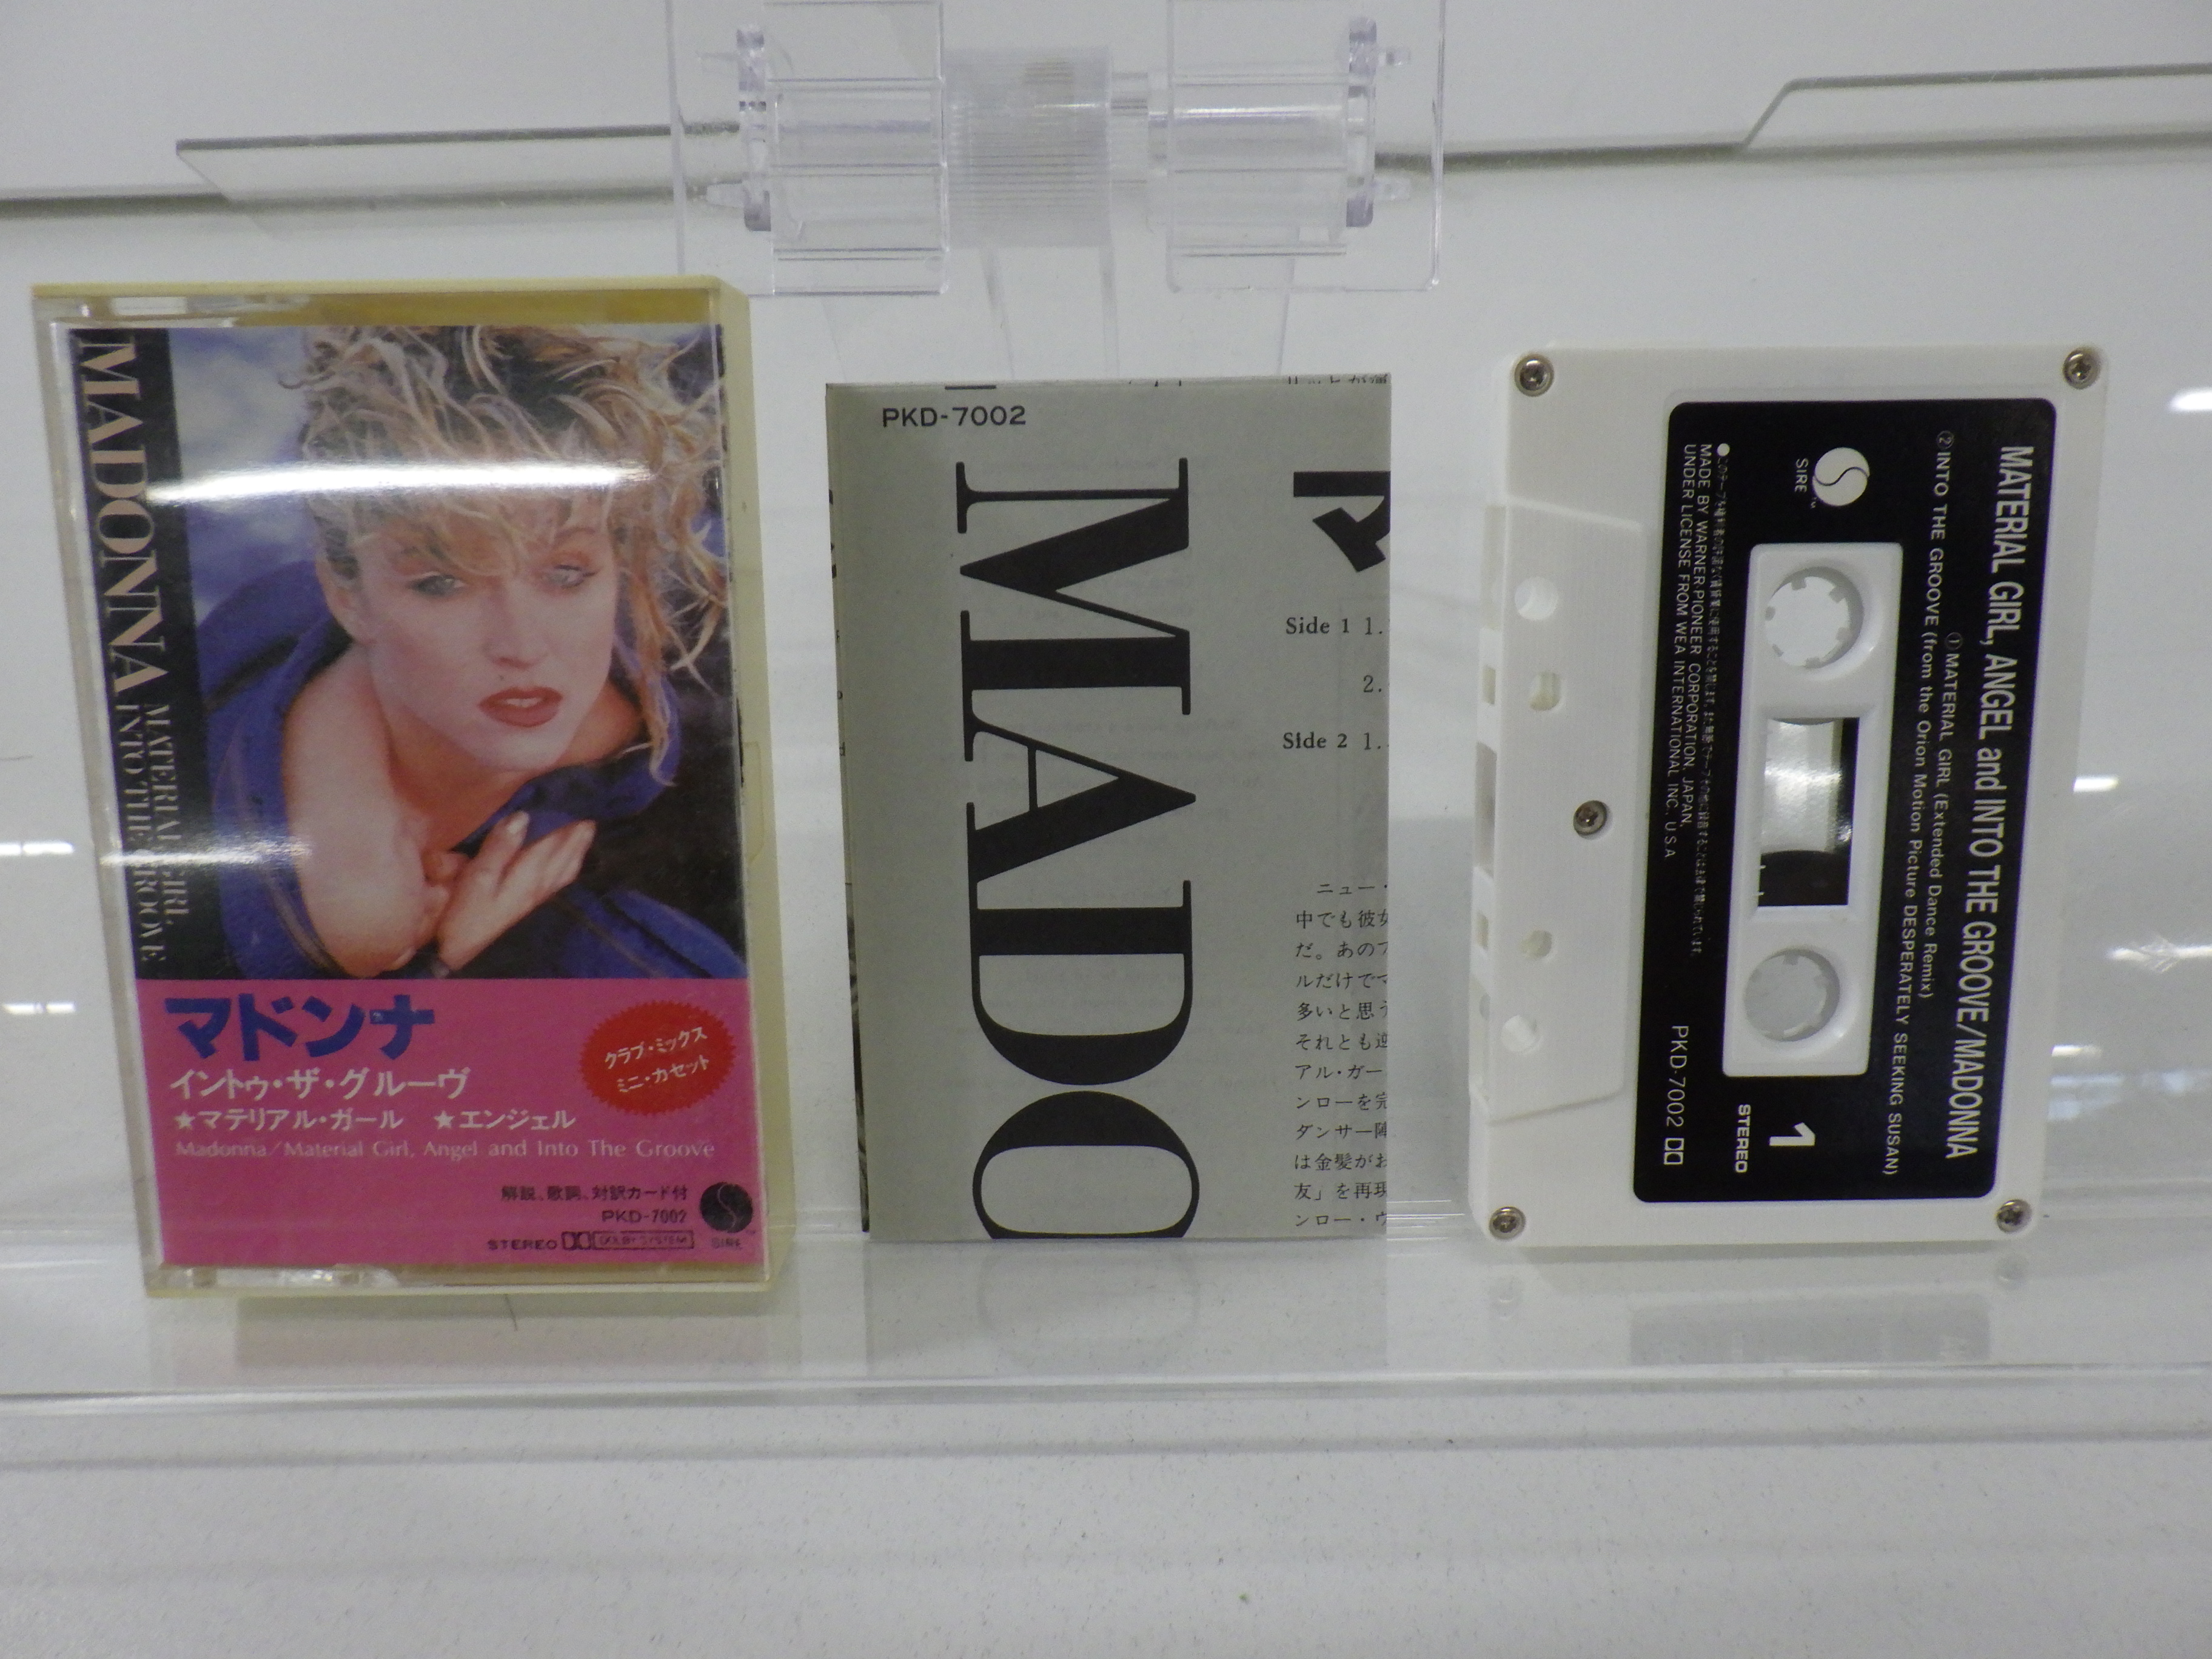 MADONNA
MATERIAL GIRL
INTO THE GROOVE
マドンナ
イントゥ・ザ・グルーヴ
★マテリアル・ガール ★エンジェル
Madonna/Material Girl, Angel and Into The Groove
クラブ・ミックス
ミニ・カセット
解説、歌詞、対訳カード付
PKD-7002
STEREO DOLBY SYSTEM
SIRE
PKD-7002
MADO
マ
Side 1 1.
2.
Side 2 1.
ニュー・
中でも彼女
だ。あのア
ルだけでマ
多いと思う
それとも逆
アル・ガー
ンローを完
ダンサー陣
は金髪がお
友」を再現
ンロー・ウ
MATERIAL GIRL, ANGEL and INTO THE GROOVE/MADONNA
①MATERIAL GIRL (Extended Dance Remix)
②INTO THE GROOVE (from the Orion Motion Picture DESPERATELY SEEKING SUSAN)
SIRE
1
STEREO
MADE BY WARNER-PIONEER CORPORATION, JAPAN,
UNDER LICENSE FROM WEA INTERNATIONAL INC., U.S.A
PKD-7002